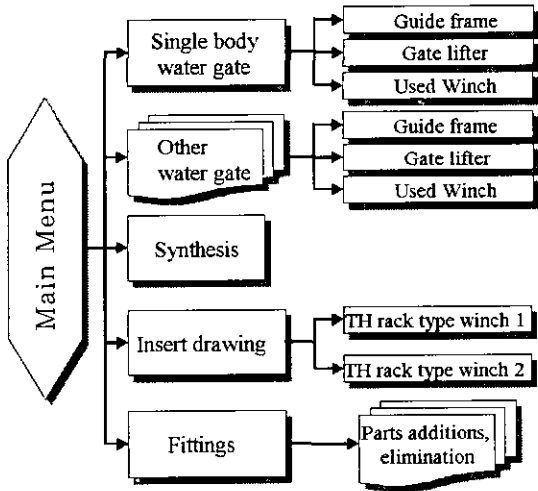 Main Menu
Single body
water gate
Guide frame
Gate lifter
Used Winch
Other
water gate
Guide frame
Gate lifter
Used Winch
Synthesis
Insert drawing
TH rack type winch 1
TH rack type winch 2
Fittings
Parts additions,
elimination